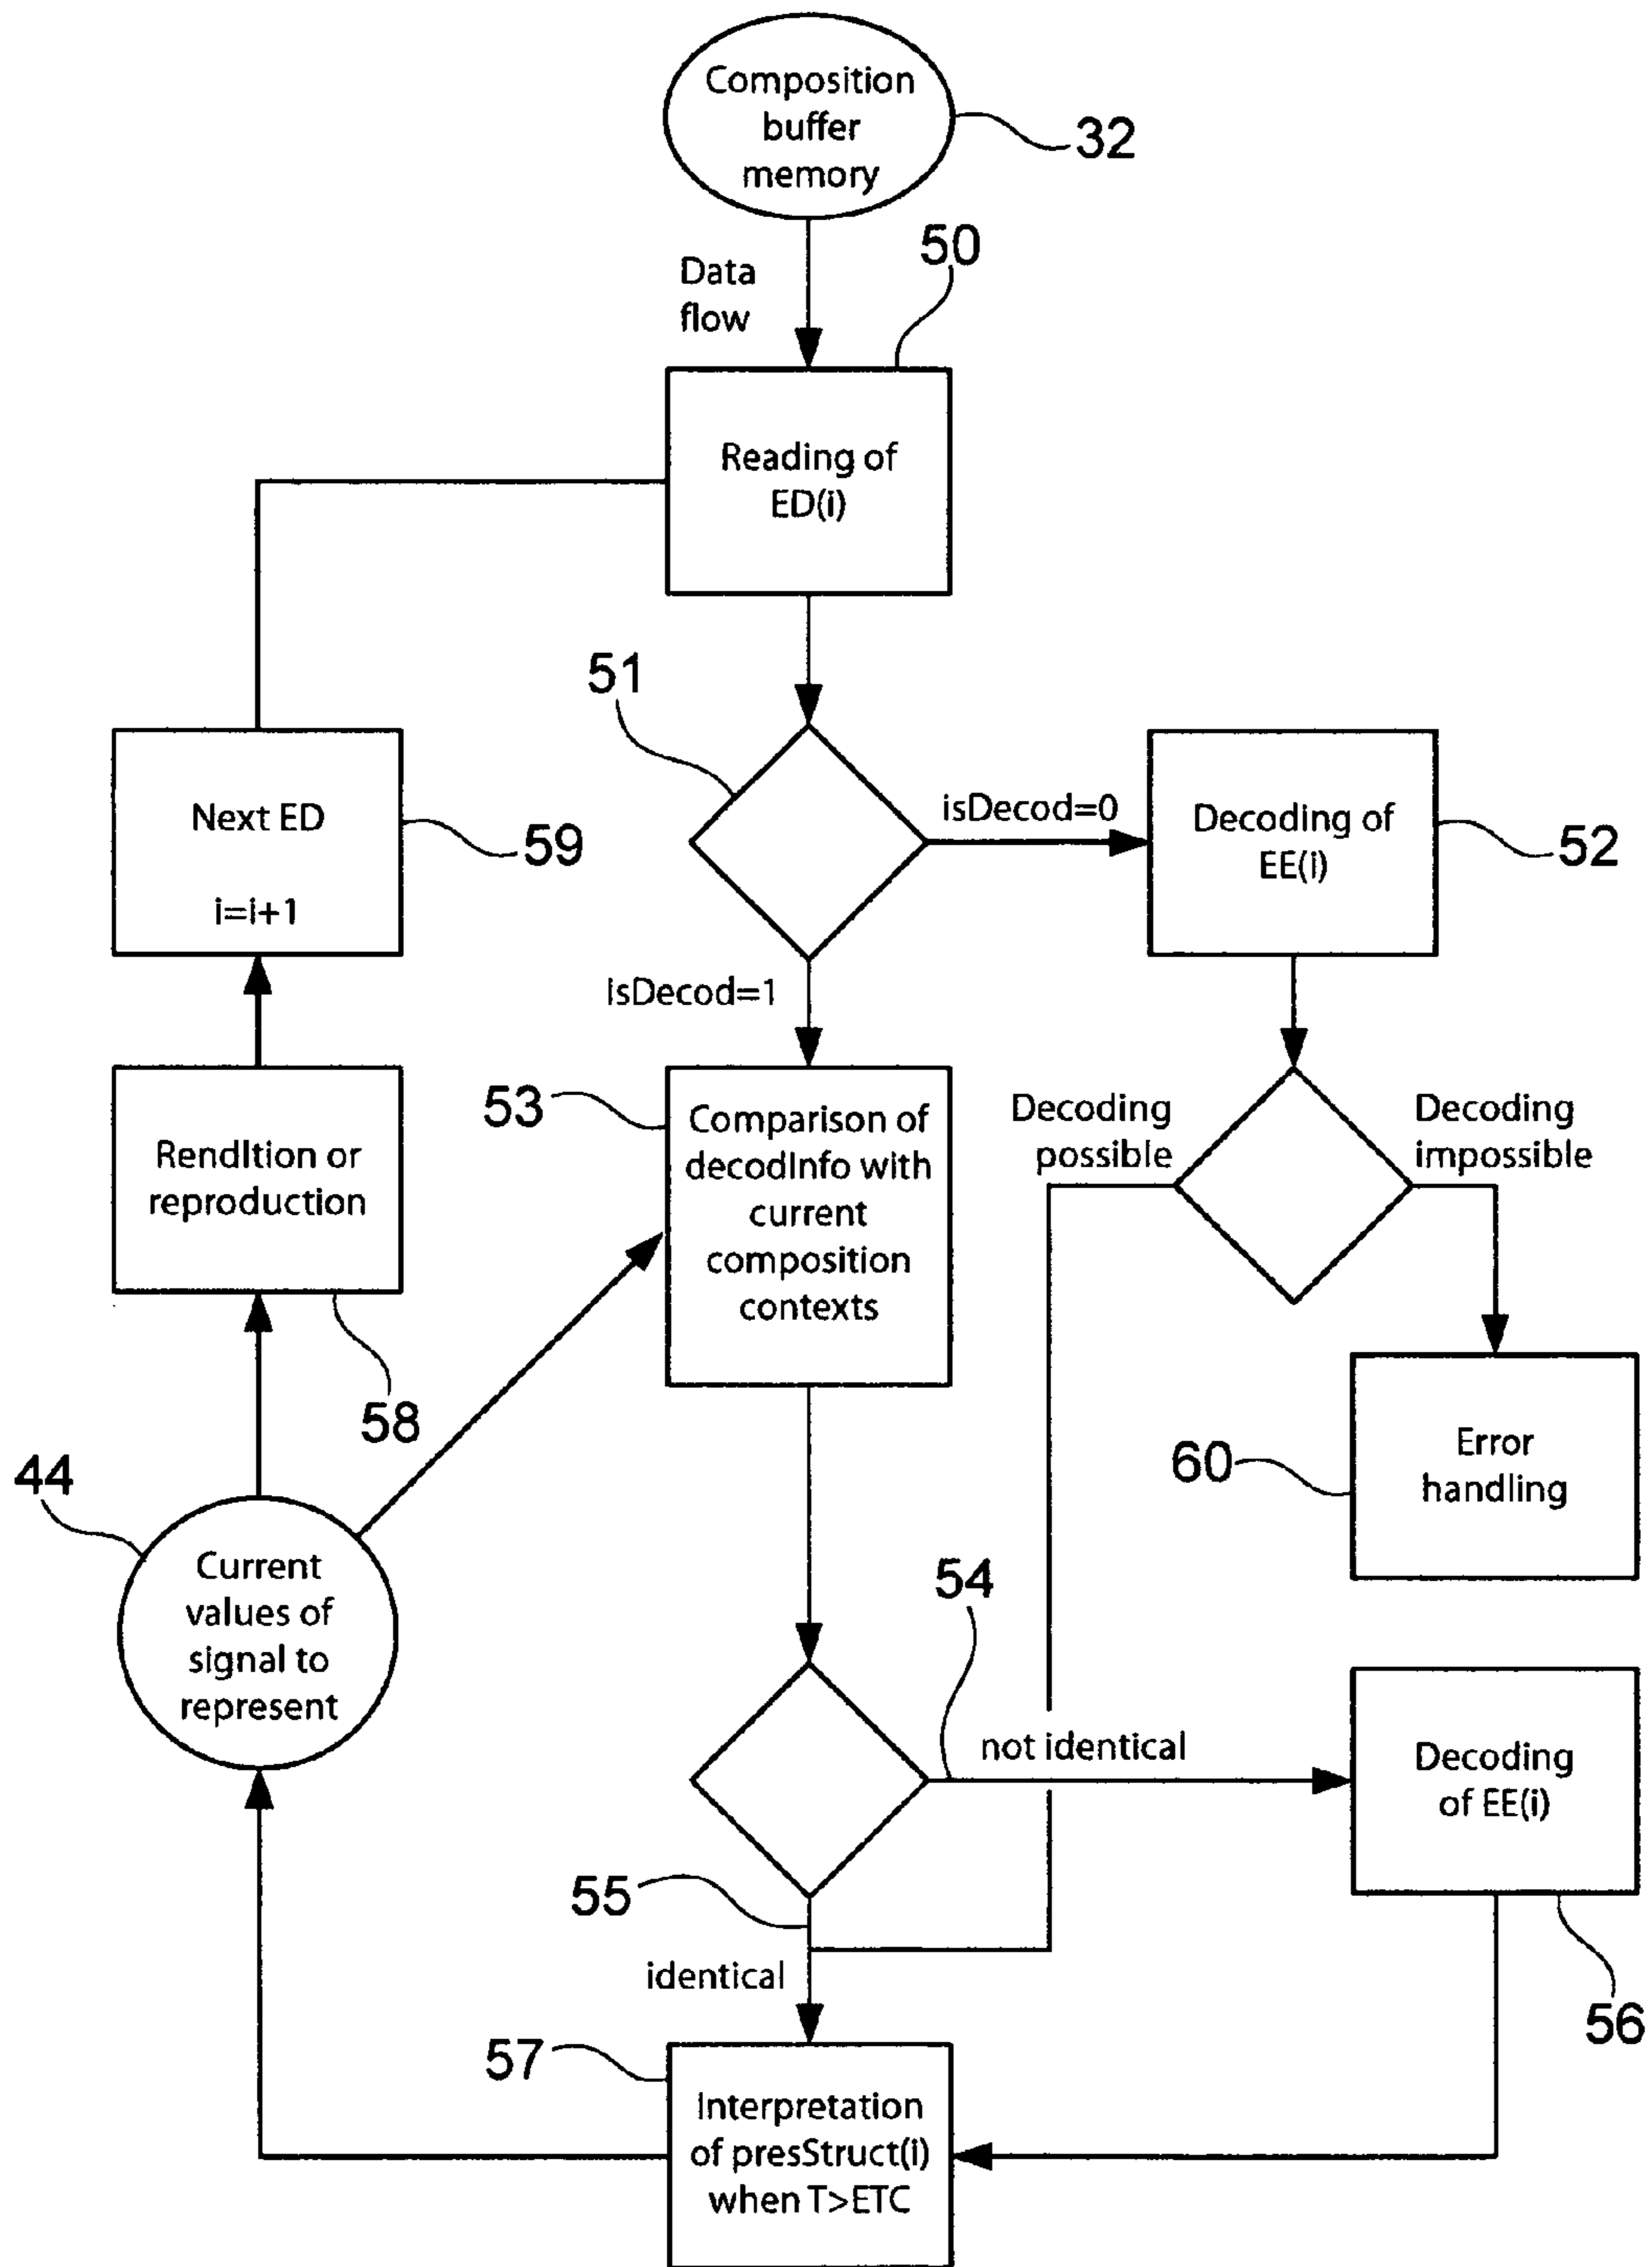 Composition
buffer
memory
32
Data
flow
50
Reading of
ED(i)
51
isDecod=0
Decoding of
EE(i)
52
Next ED
i=i+1
59
isDecod=1
53
Comparison of
decodInfo with
current
composition
contexts
Decoding
possible
Decoding
impossible
Rendition or
reproduction
58
Error
handling
60
44
Current
values of
signal to
represent
54
not identical
Decoding
of EE(i)
55
identical
56
57
Interpretation
of presStruct(i)
when T>ETC